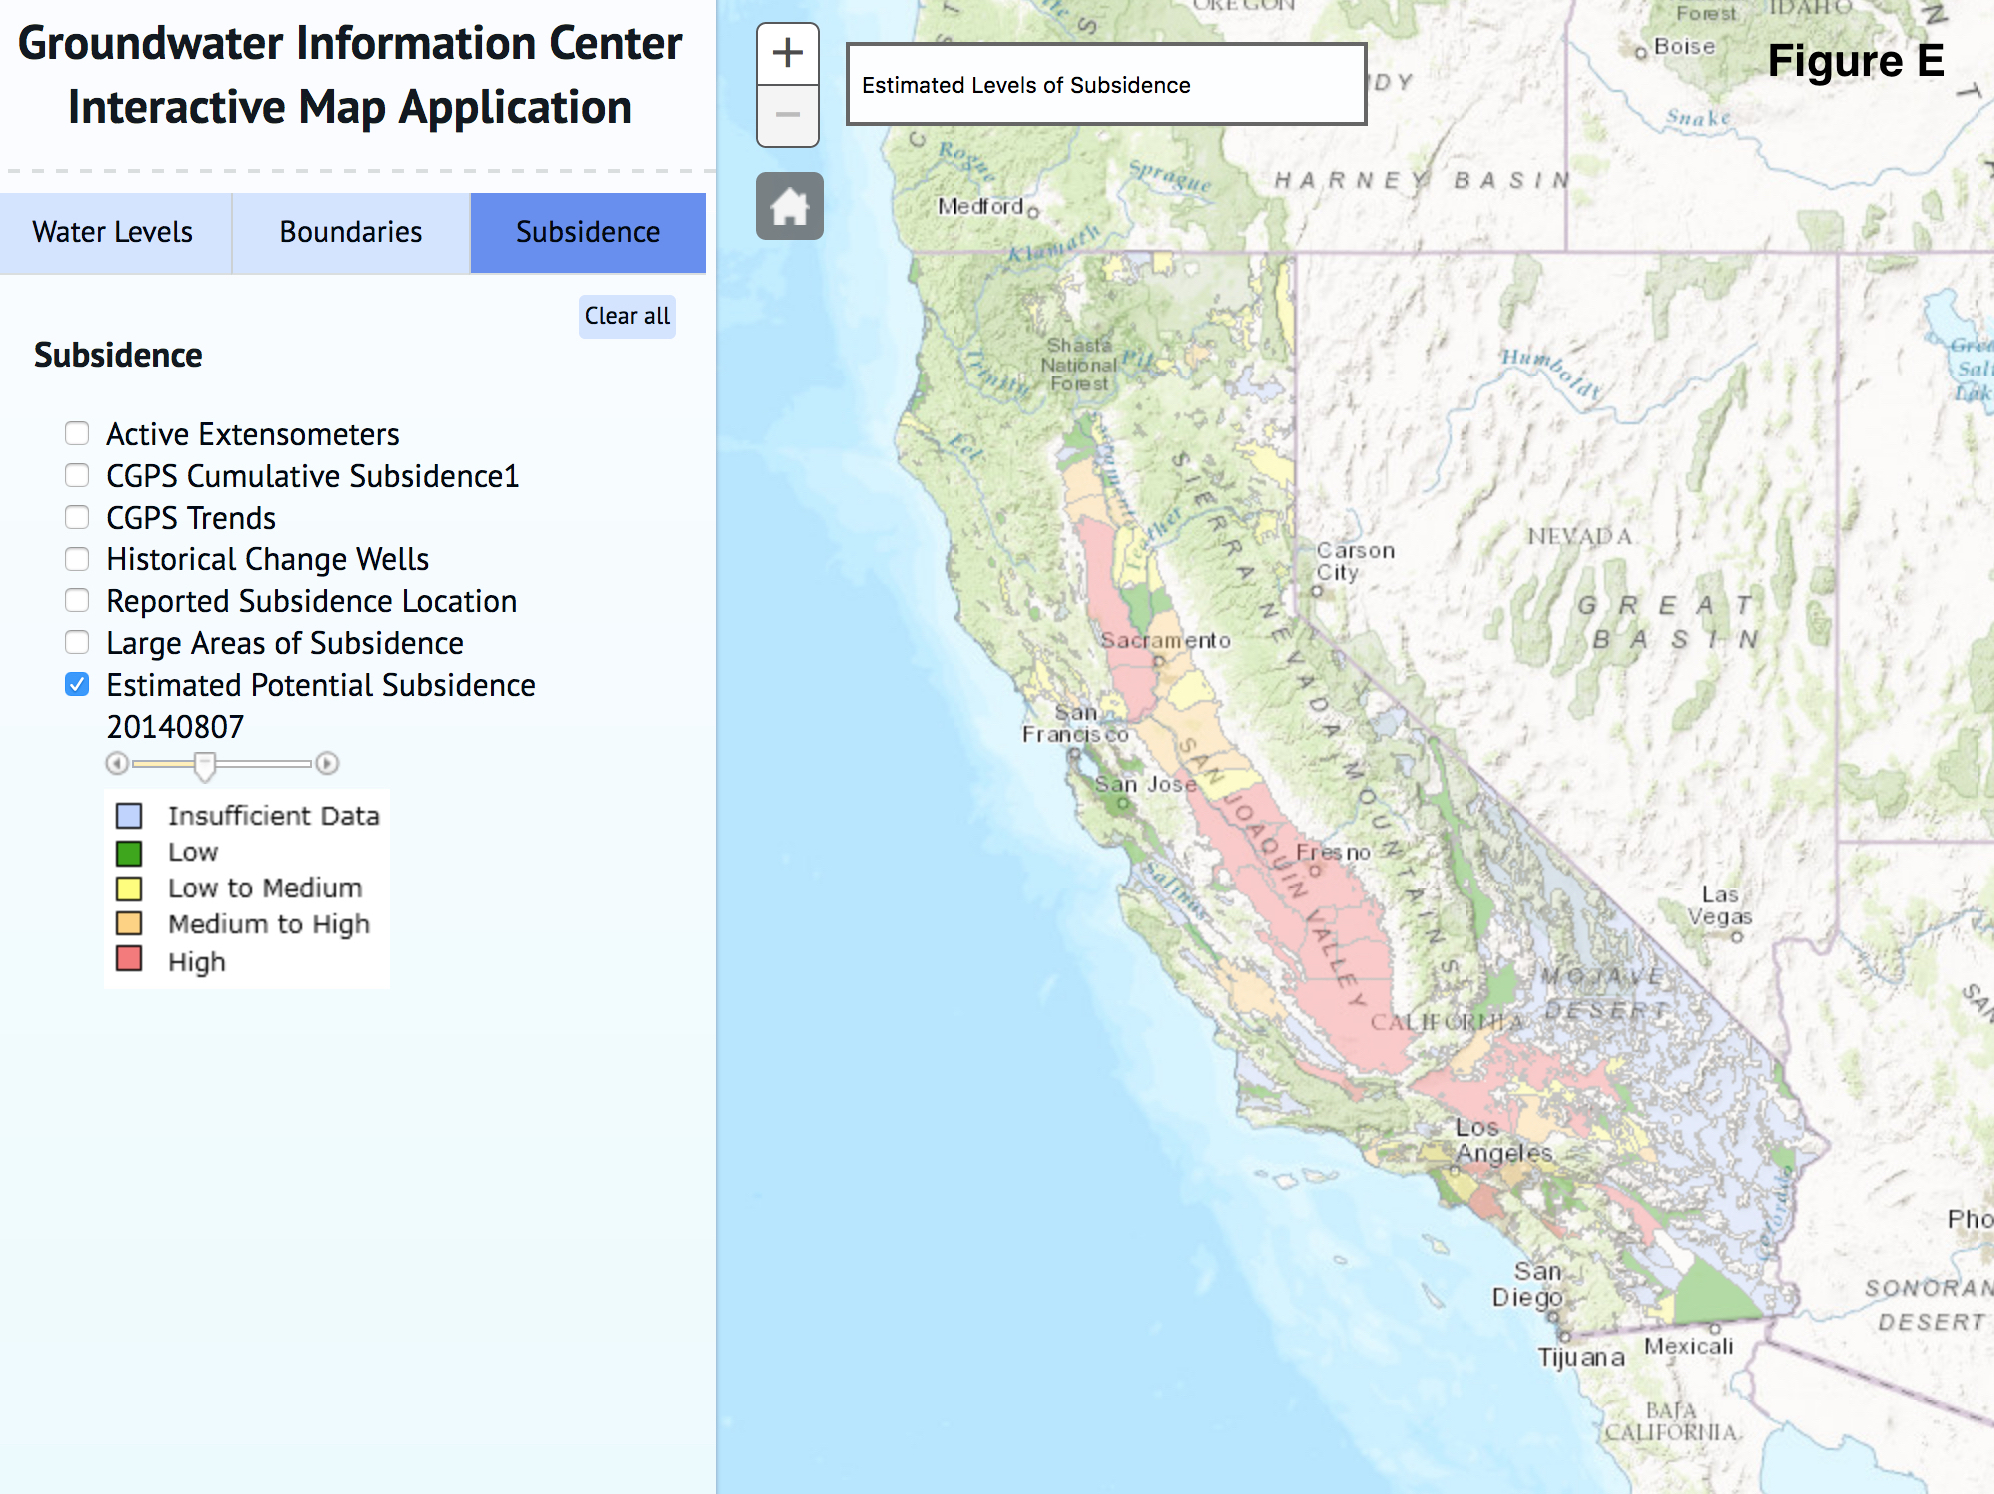 Groundwater Information Center
Interactive Map Application
Water Levels
Boundaries
Subsidence
Clear all
Subsidence
Active Extensometers
CGPS Cumulative Subsidence1
CGPS Trends
Historical Change Wells
Reported Subsidence Location
Large Areas of Subsidence
Estimated Potential Subsidence
20140807
Insufficient Data
Low
Low to Medium
Medium to High
High
+
−
Estimated Levels of Subsidence
Figure E
OREGON
IDAHO
Forest
Boise
Snake
Rogue
Sprague
HARNEY BASIN
Medford
Klamath
Shasta
National
Forest
Pit
Trinity
Humboldt
Eel
SIERRA NEVADA MOUNTAINS
Carson
City
NEVADA
GREAT
BASIN
Sacramento
San
Francisco
San Jose
SAN JOAQUIN VALLEY
Fresno
Salinas
Las
Vegas
MOJAVE
DESERT
CALIFORNIA
Los
Angeles
Colorado
San
Diego
Tijuana
Mexicali
Pho
SONORAN
DESERT
BAJA
CALIFORNIA